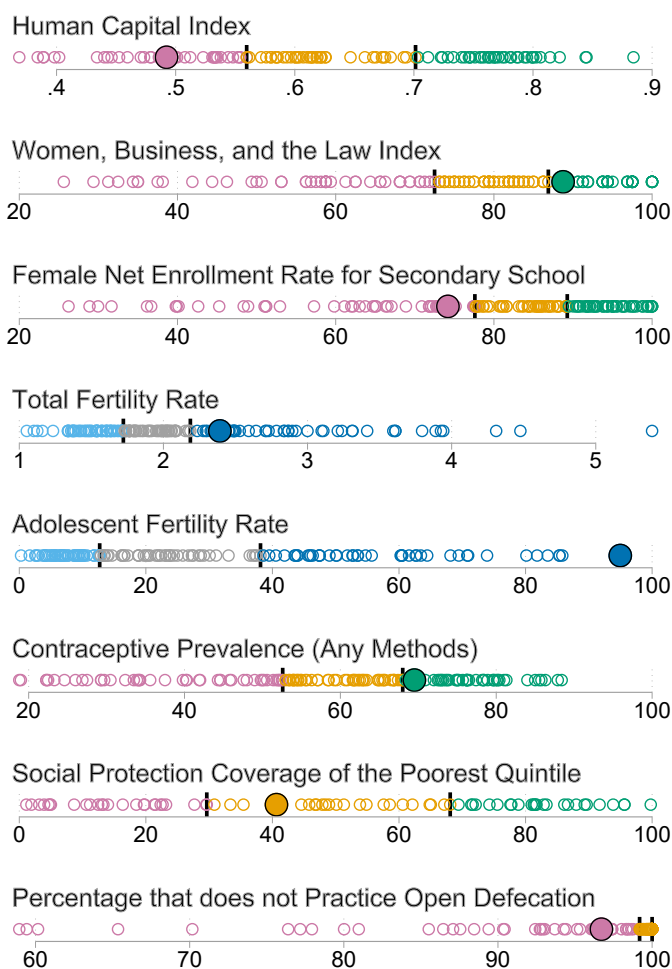 Human Capital Index
.4 .5 .6 .7 .8 .9
Women, Business, and the Law Index
20 40 60 80 100
Female Net Enrollment Rate for Secondary School
20 40 60 80 100
Total Fertility Rate
1 2 3 4 5
Adolescent Fertility Rate
0 20 40 60 80 100
Contraceptive Prevalence (Any Methods)
20 40 60 80 100
Social Protection Coverage of the Poorest Quintile
0 20 40 60 80 100
Percentage that does not Practice Open Defecation
60 70 80 90 100